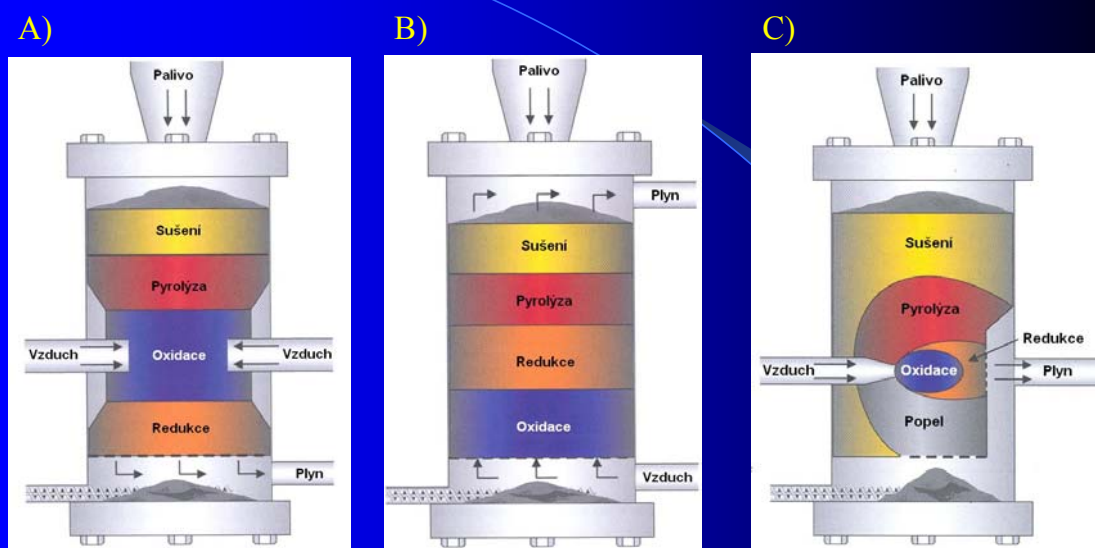 A)
Palivo
Sušení
Pyrolýza
Vzduch
Oxidace
Vzduch
Redukce
Plyn
B)
Palivo
Plyn
Sušení
Pyrolýza
Redukce
Oxidace
Vzduch
C)
Palivo
Sušení
Pyrolýza
Redukce
Vzduch
Oxidace
Plyn
Popel